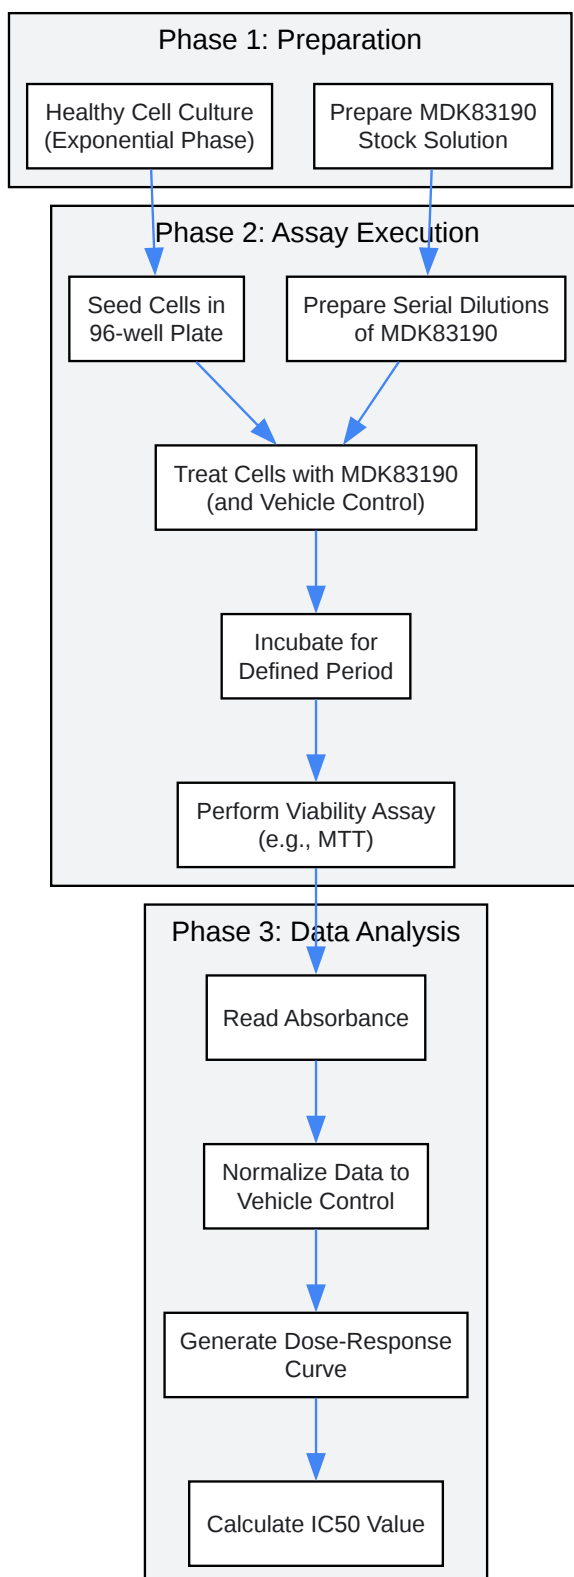 Phase 1: Preparation
Healthy Cell Culture
(Exponential Phase)
Prepare MDK83190
Stock Solution
Phase 2: Assay Execution
Seed Cells in
96-well Plate
Prepare Serial Dilutions
of MDK83190
Treat Cells with MDK83190
(and Vehicle Control)
Incubate for
Defined Period
Perform Viability Assay
(e.g., MTT)
Phase 3: Data Analysis
Read Absorbance
Normalize Data to
Vehicle Control
Generate Dose-Response
Curve
Calculate IC50 Value